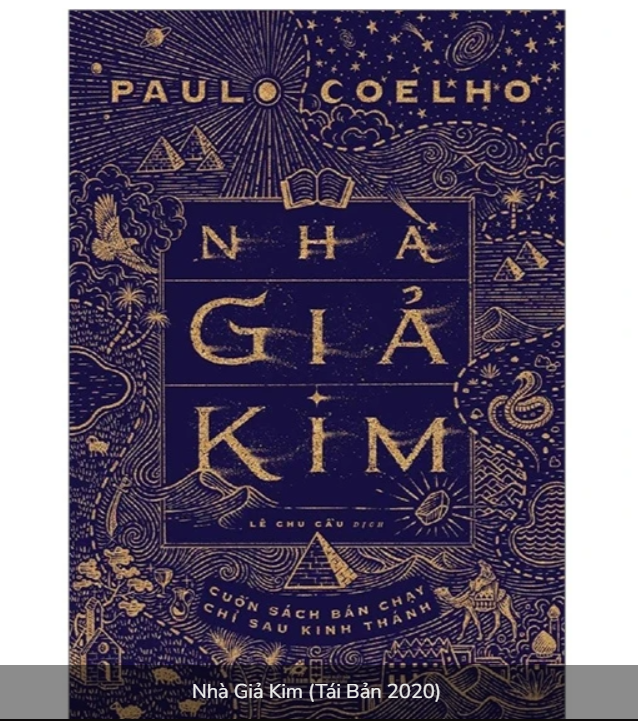 PAULO COELHO
NHÀ
GIẢ
KIM
LÊ CHU CẦU DỊCH
CUỐN SÁCH BÁN CHẠY
CHỈ SAU KINH THÁNH
Nhà Giả Kim (Tái Bản 2020)